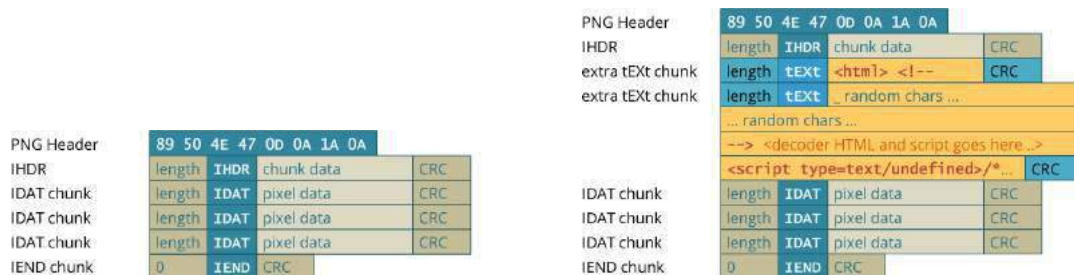 PNG Header 89 50 4E 47 0D 0A 1A 0A
IHDR length IHDR chunk data CRC
IDAT chunk length IDAT pixel data CRC
IDAT chunk length IDAT pixel data CRC
IDAT chunk length IDAT pixel data CRC
IEND chunk 0 IEND CRC
PNG Header 89 50 4E 47 0D 0A 1A 0A
IHDR length IHDR chunk data CRC
extra tEXt chunk length tEXt <html> <!-- CRC
extra tEXt chunk length tEXt _ random chars ...
... random chars ...
--> <decoder HTML and script goes here ..>
<script type=text/undefined>/*... CRC
IDAT chunk length IDAT pixel data CRC
IDAT chunk length IDAT pixel data CRC
IDAT chunk length IDAT pixel data CRC
IEND chunk 0 IEND CRC